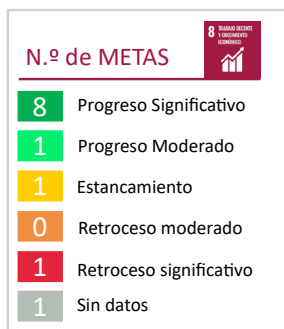 N.º de METAS
8 TRABAJO DECENTE
Y CRECIMIENTO
ECONÓMICO
8 Progreso Significativo
1 Progreso Moderado
1 Estancamiento
0 Retroceso moderado
1 Retroceso significativo
1 Sin datos